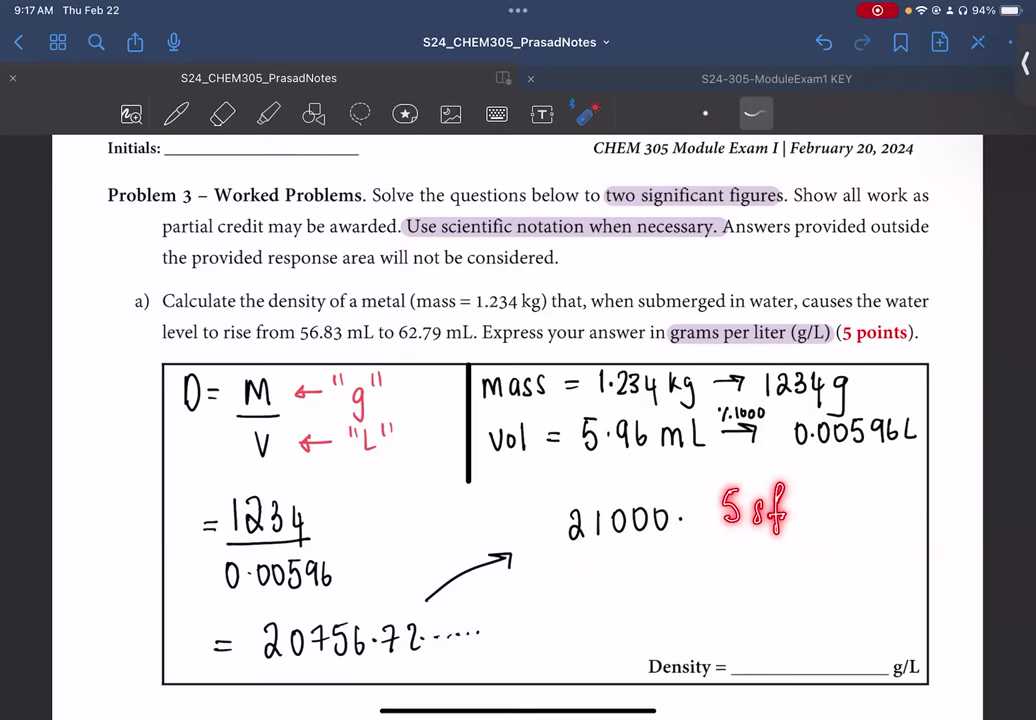 9:17 AM Thu Feb 22
94%
S24_CHEM305_PrasadNotes
S24_CHEM305_PrasadNotes
S24-305-ModuleExam1 KEY
Initials: ____________________
CHEM 305 Module Exam I | February 20, 2024
Problem 3 – Worked Problems. Solve the questions below to two significant figures. Show all work as
partial credit may be awarded. Use scientific notation when necessary. Answers provided outside
the provided response area will not be considered.
a) Calculate the density of a metal (mass = 1.234 kg) that, when submerged in water, causes the water
level to rise from 56.83 mL to 62.79 mL. Express your answer in grams per liter (g/L) (5 points).
D = M ← "g"
V ← "L"
mass = 1.234 kg → 1234g
vol = 5.96 mL %1000 → 0.00596L
= 1234
0.00596
21000. 5 sf
= 20756.72......
Density = ____________________ g/L